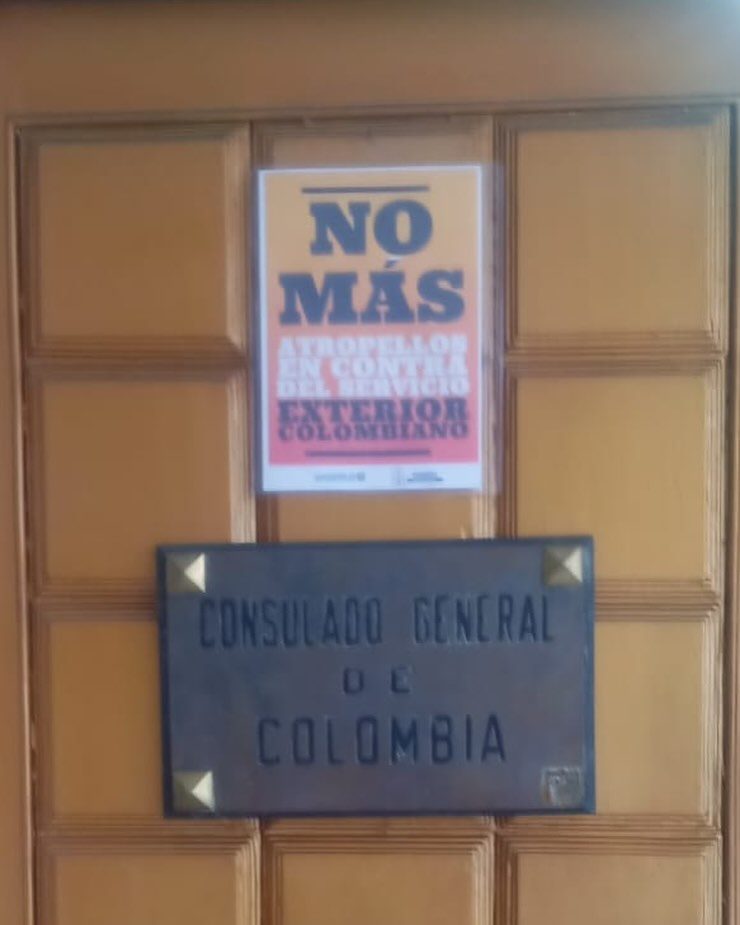 NO
MÁS
ATROPELLOS
EN CONTRA
DEL SERVICIO
EXTERIOR
COLOMBIANO
CONSULADO GENERAL
DE
COLOMBIA